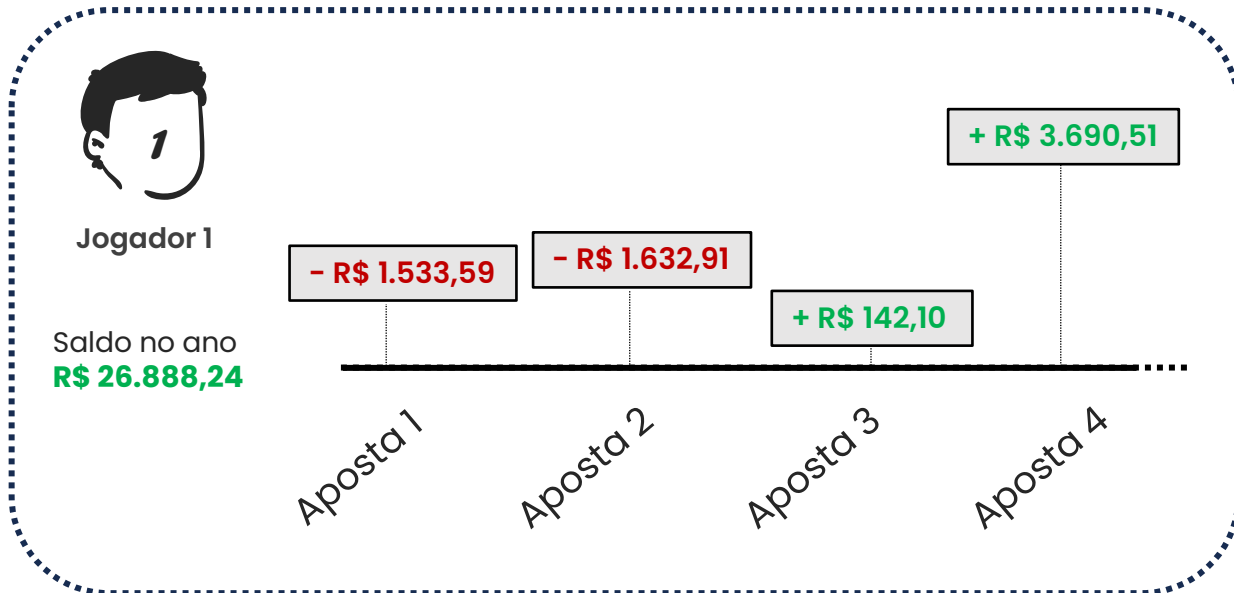 1
Jogador 1
Saldo no ano
R$ 26.888,24
− R$ 1.533,59
− R$ 1.632,91
+ R$ 142,10
+ R$ 3.690,51
Aposta 1
Aposta 2
Aposta 3
Aposta 4